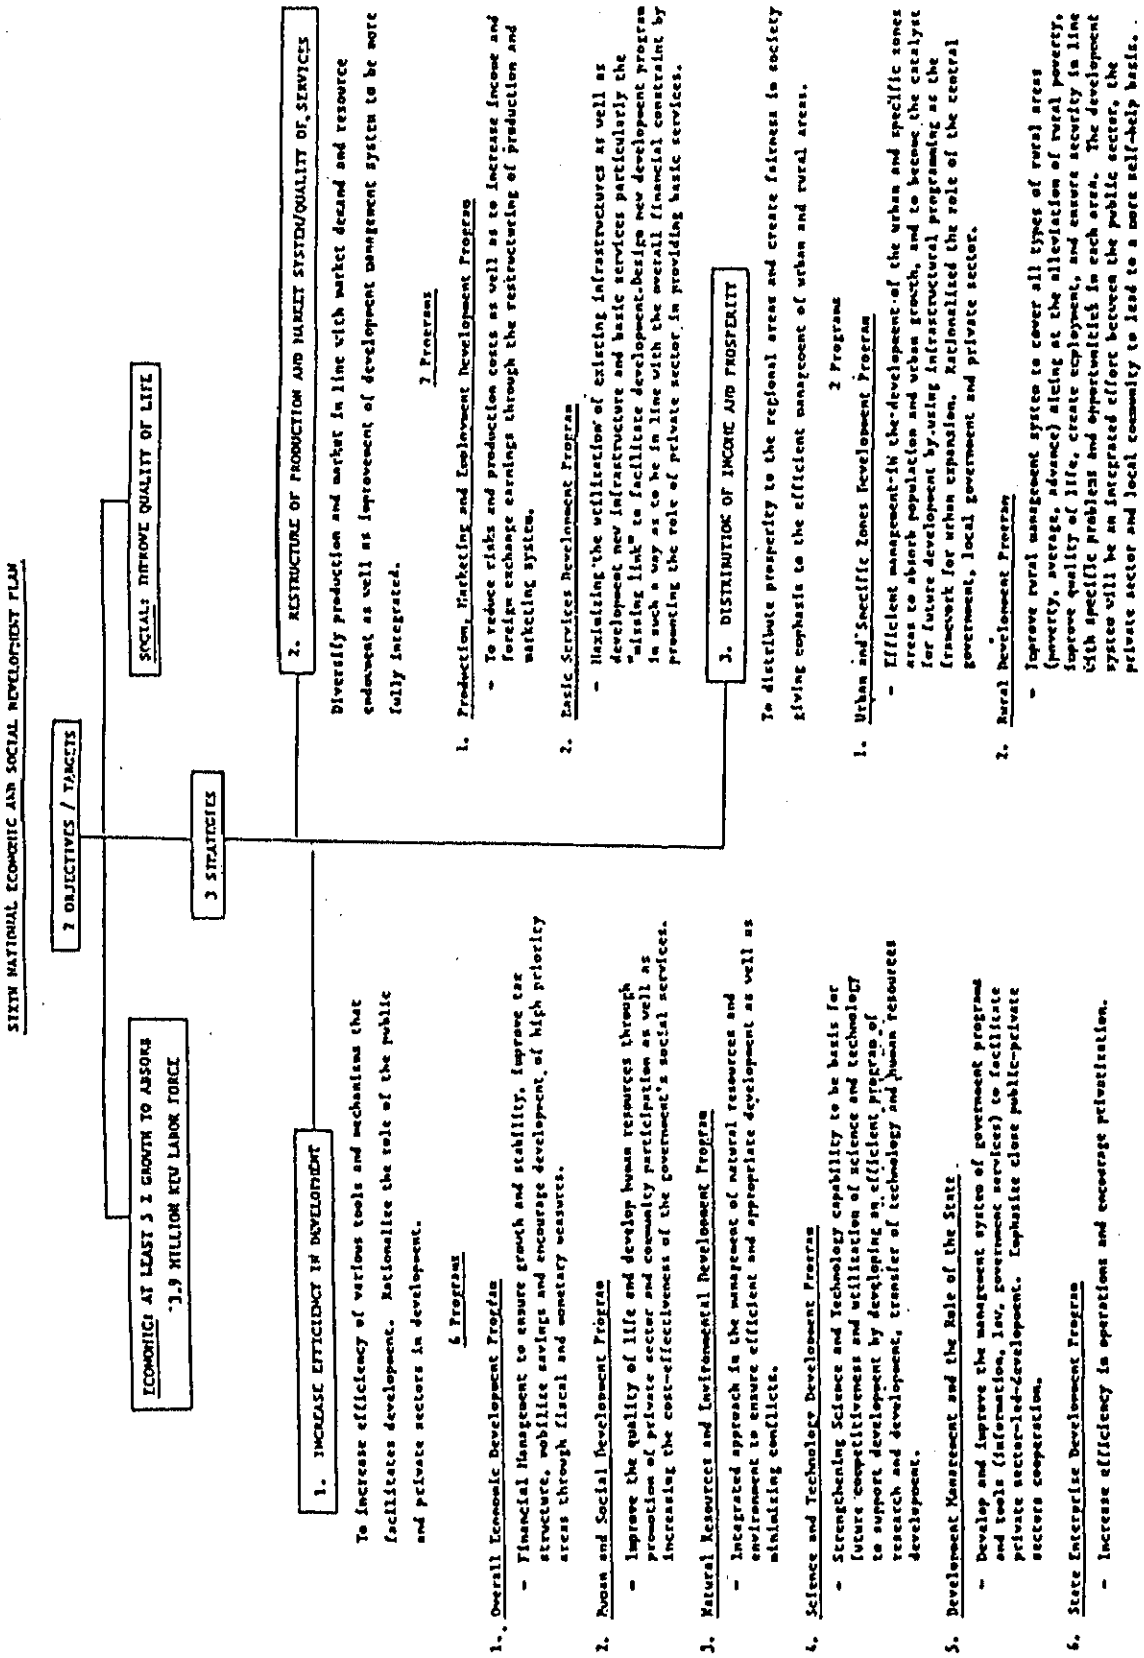 SIXTH NATIONAL ECONOMIC AND SOCIAL DEVELOPMENT PLAN
2 OBJECTIVES / TARGETS
ECONOMIC: AT LEAST 5 % GROWTH TO ABSORB
3.9 MILLION NEW LABOR FORCE
SOCIAL: IMPROVE QUALITY OF LIFE
3 STRATEGIES
1. INCREASE EFFICIENCY IN DEVELOPMENT
To increase efficiency of various tools and mechanisms that
facilitates development. Rationalize the role of the public
and private sectors in development.
6 Programs
1. Overall Economic Development Program
- Financial Management to ensure growth and stability, improve tax
structure, mobilize savings and encourage development of high priority
areas through fiscal and monetary measures.
2. Human and Social Development Program
- Improve the quality of life and develop human resources through
promotion of private sector and community participation as well as
increasing the cost-effectiveness of the government's social services.
3. Natural Resources and Environmental Development Program
- Integrated approach in the management of natural resources and
environment to ensure efficient and appropriate development as well as
minimizing conflicts.
4. Science and Technology Development Program
- Strengthening Science and Technology capability to be basis for
future competitiveness and utilization of science and technology
to support development by developing an efficient program of
research and development, transfer of technology and human resources
development.
5. Development Management and the Role of the State
- Develop and improve the management system of government programs
and tools (information, law, government services) to facilitate
private sector-led-development. Emphasize close public-private
sectors cooperation.
6. State Enterprise Development Program
- Increase efficiency in operations and encourage privatization.
2. RESTRUCTURE OF PRODUCTION AND MARKET SYSTEM/QUALITY OF SERVICES
Diversify production and market in line with market demand and resource
endowment as well as improvement of development management system to be more
fully integrated.
2 Programs
1. Production, Marketing and Employment Development Program
- To reduce risks and production costs as well as to increase income and
foreign exchange earnings through the restructuring of production and
marketing system.
2. Basic Services Development Program
- Maximizing the utilization of existing infrastructures as well as
development new infrastructure and basic services particularly the
"missing link" to facilitate development.Design new development program
in such a way as to be in line with the overall financial constraint by
promoting the role of private sector in providing basic services.
3. DISTRIBUTION OF INCOME AND PROSPERITY
To distribute prosperity to the regional areas and create fairness in society
giving emphasis to the efficient management of urban and rural areas.
2 Programs
1. Urban and Specific Zones Development Program
- Efficient management in the development of the urban and specific zones
areas to absorb population and urban growth, and to become the catalyst
for future development by using infrastructural programming as the
framework for urban expansion. Rationalized the role of the central
government, local government and private sector.
2. Rural Development Program
- Improve rural management system to cover all types of rural areas
(poverty, average, advance) aiming at the alleviation of rural poverty,
improve quality of life, create employment, and ensure security in line
with specific problems and opportunities in each area. The development
system will be an integrated effort between the public sector, the
private sector and local community to lead to a more self-help basis.